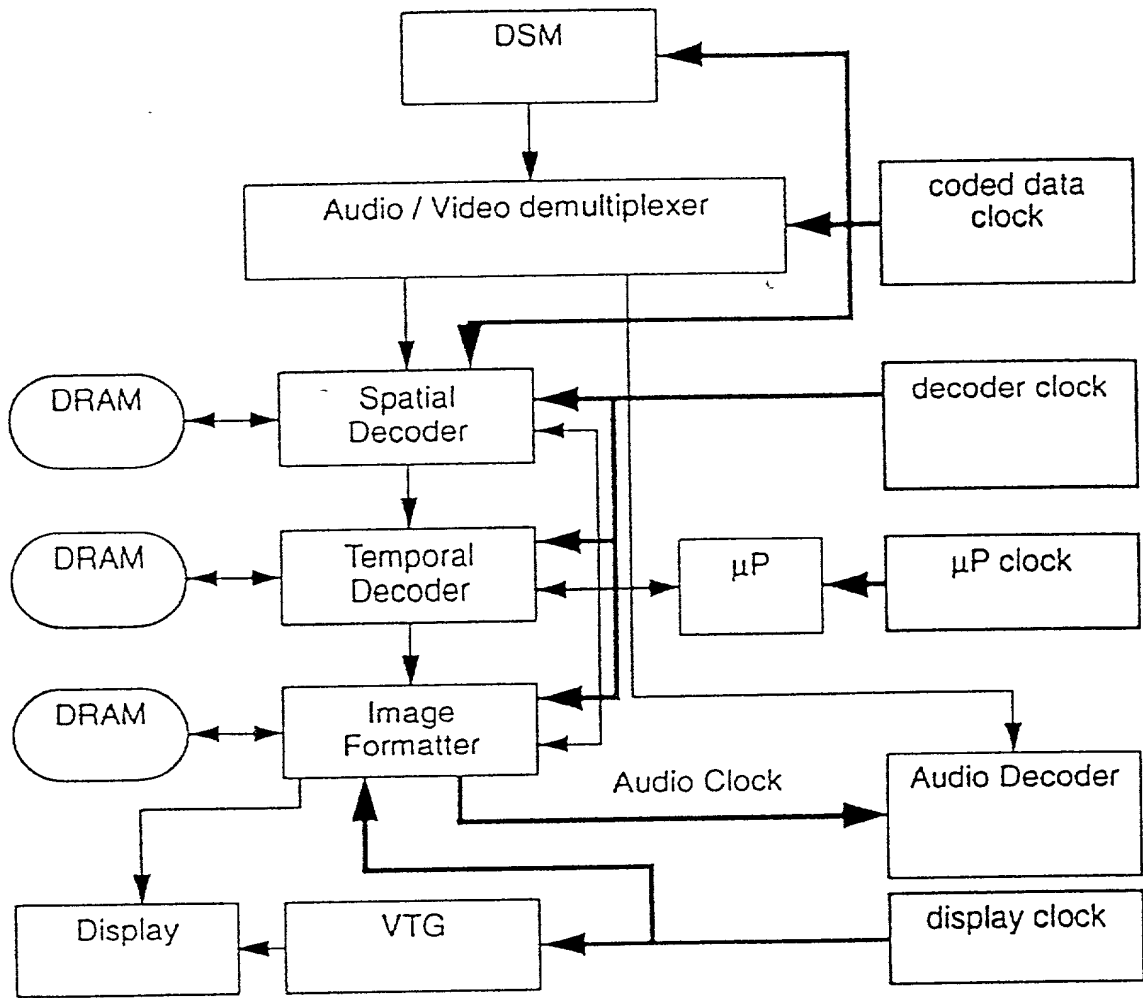 DSM
Audio / Video demultiplexer
coded data
clock
DRAM
Spatial
Decoder
decoder clock
DRAM
Temporal
Decoder
µP
µP clock
DRAM
Image
Formatter
Audio Clock
Audio Decoder
Display
VTG
display clock